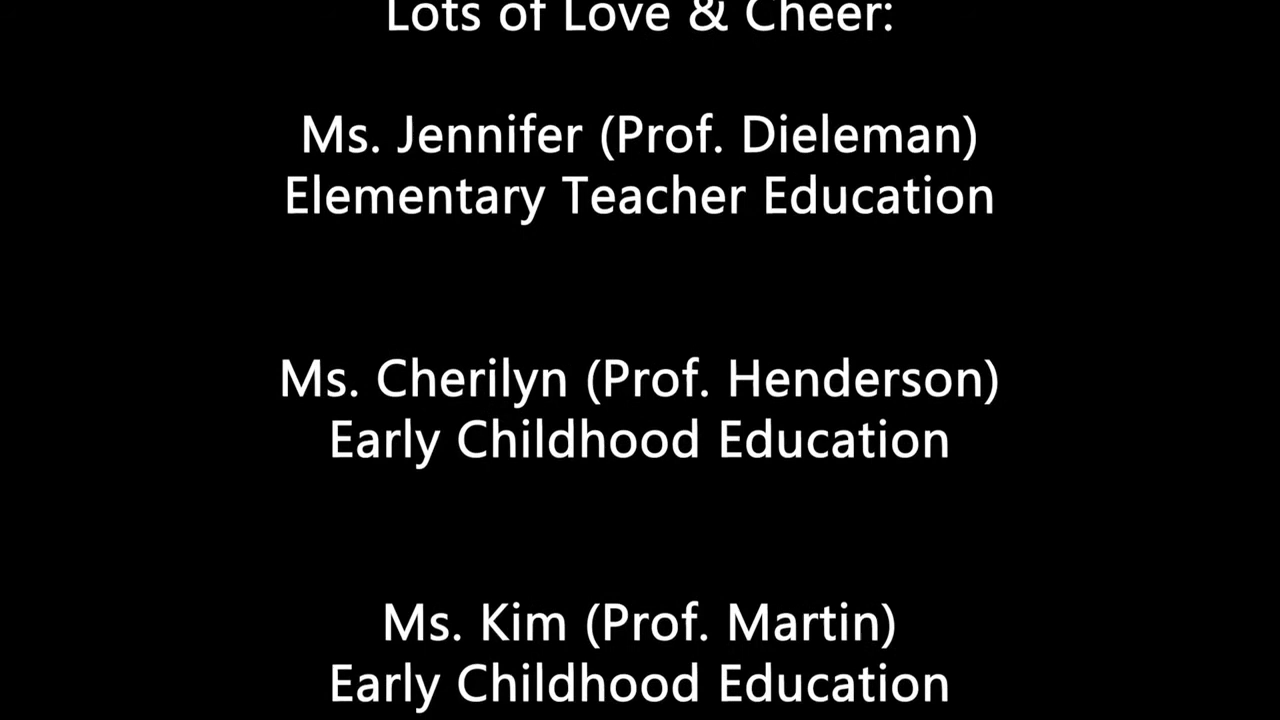 Lots of Love & Cheer:
Ms. Jennifer (Prof. Dieleman)
Elementary Teacher Education
Ms. Cherilyn (Prof. Henderson)
Early Childhood Education
Ms. Kim (Prof. Martin)
Early Childhood Education